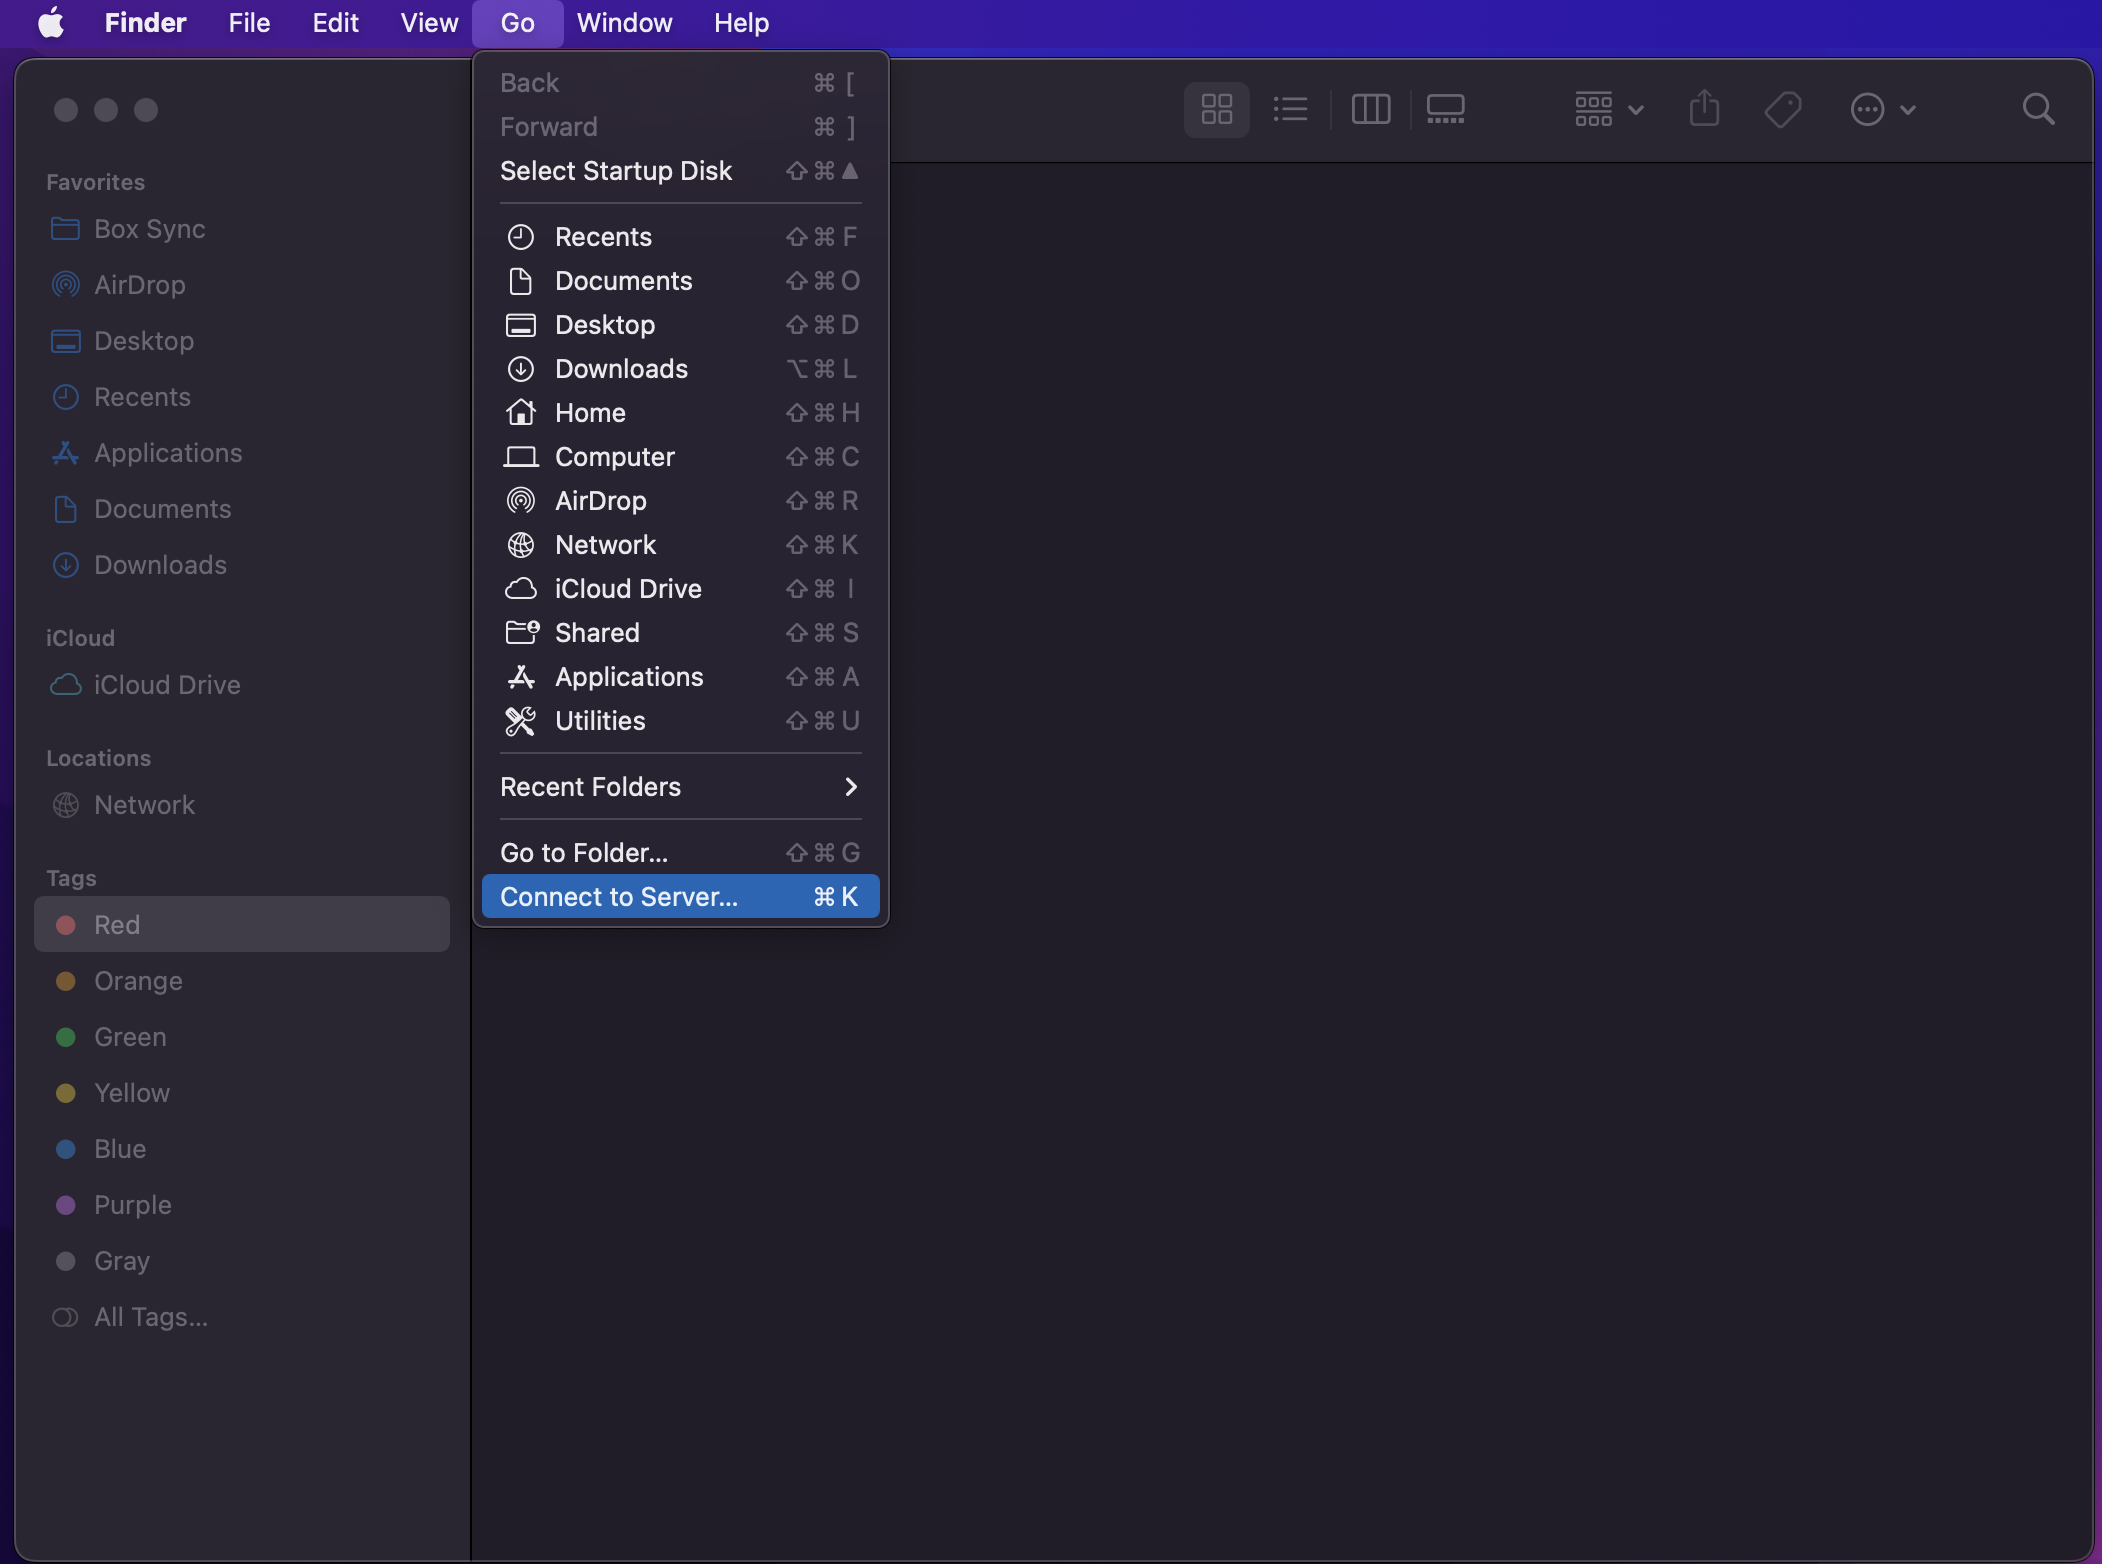 Finder File Edit View Go Window Help
Favorites
Box Sync
AirDrop
Desktop
Recents
Applications
Documents
Downloads
iCloud
iCloud Drive
Locations
Network
Tags
Red
Orange
Green
Yellow
Blue
Purple
Gray
All Tags...
Back ⌘ [
Forward ⌘ ]
Select Startup Disk ⇧⌘▲
Recents ⇧⌘F
Documents ⇧⌘O
Desktop ⇧⌘D
Downloads ⌥⌘L
Home ⇧⌘H
Computer ⇧⌘C
AirDrop ⇧⌘R
Network ⇧⌘K
iCloud Drive ⇧⌘I
Shared ⇧⌘S
Applications ⇧⌘A
Utilities ⇧⌘U
Recent Folders
Go to Folder... ⇧⌘G
Connect to Server... ⌘K